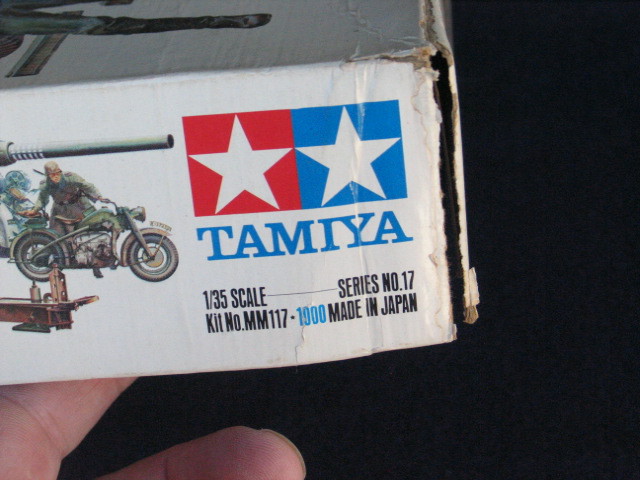 TAMIYA
1/35 SCALE SERIES NO.17
Kit No.MM117·1000 MADE IN JAPAN